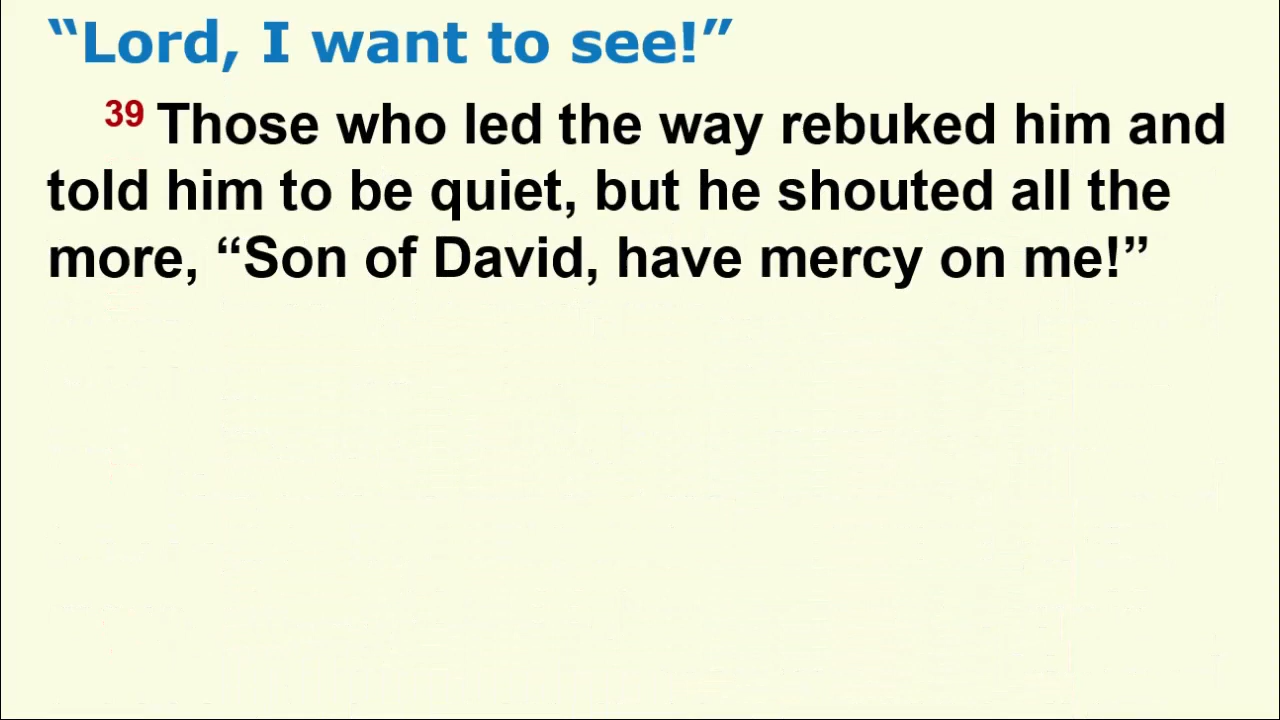 “Lord, I want to see!”
39 Those who led the way rebuked him and
told him to be quiet, but he shouted all the
more, “Son of David, have mercy on me!”